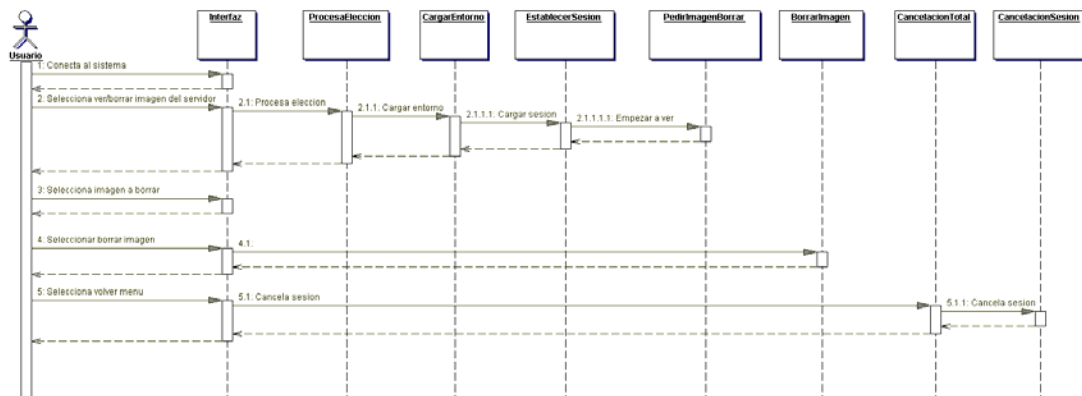 Usuario
Interfaz
ProcesaEleccion
CargarEntorno
EstablecerSesion
PedirImagenBorrar
BorrarImagen
CancelacionTotal
CancelacionSesion
1: Conecta al sistema
2: Selecciona ver/borrar imagen del servidor
2.1: Procesa eleccion
2.1.1: Cargar entorno
2.1.1.1: Cargar sesion
2.1.1.1.1: Empezar a ver
3: Selecciona imagen a borrar
4: Seleccionar borrar imagen
4.1:
5: Selecciona volver menu
5.1: Cancela sesion
5.1.1: Cancela sesion